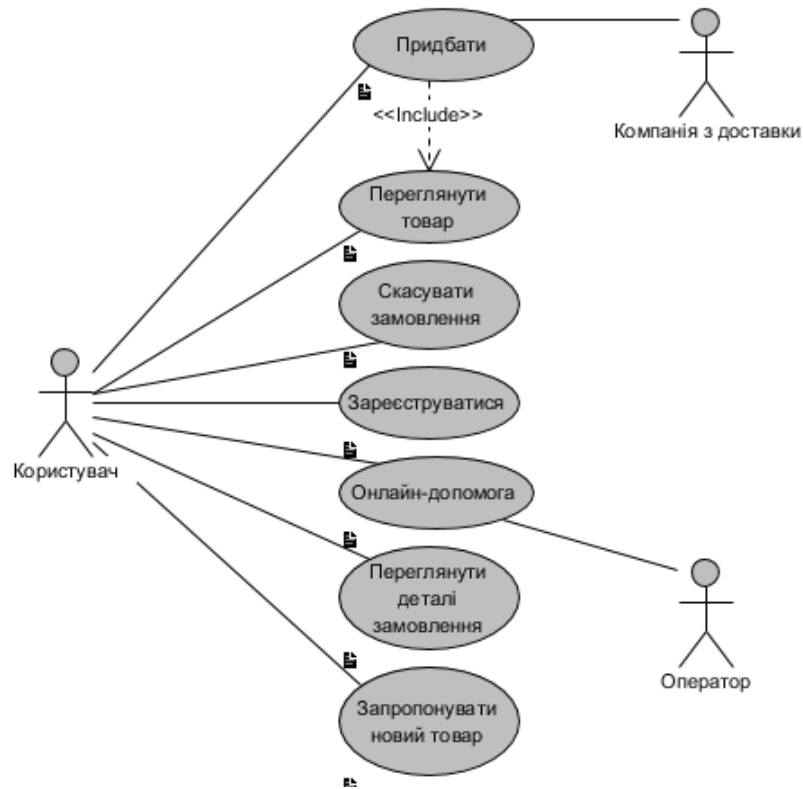 Придбати
Компанія з доставки
<<Include>>
Переглянути
товар
Скасувати
замовлення
Зареєструватися
Користувач
Онлайн-допомога
Переглянути
деталі
замовлення
Оператор
Запропонувати
новий товар